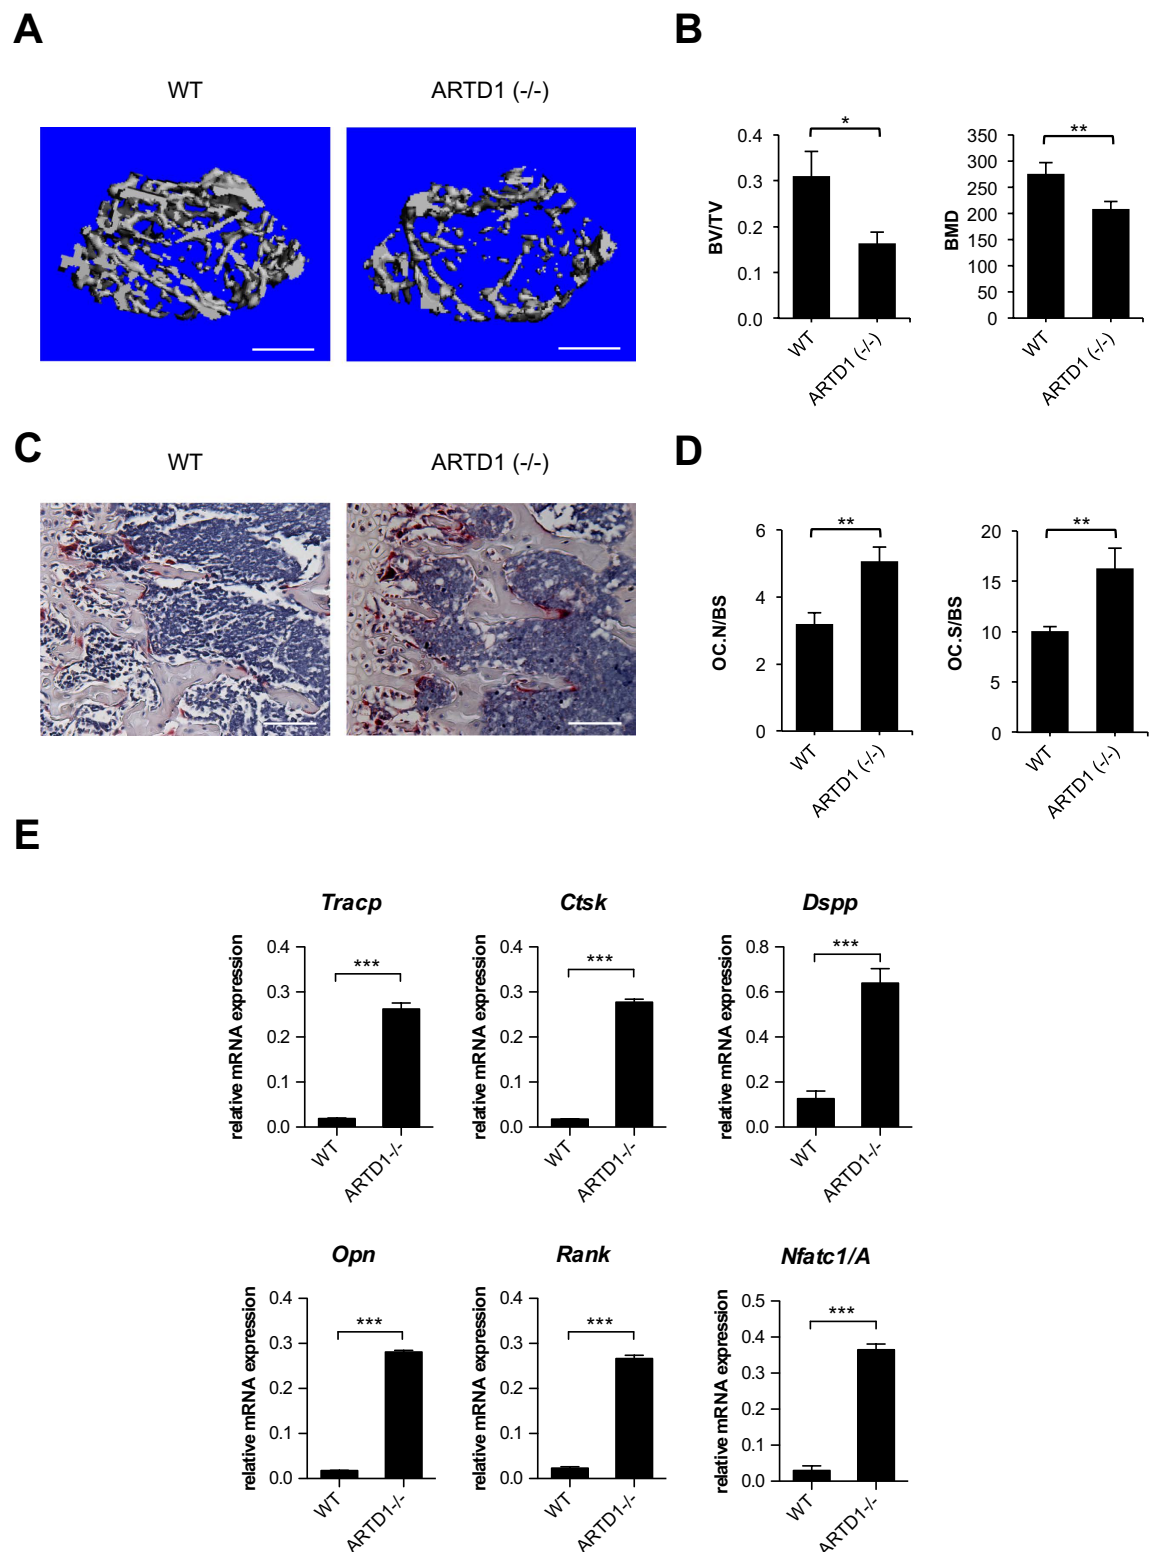 A
B
WT
ARTD1 (-/-)
BV/TV
0.4
0.3
0.2
0.1
0.0
*
WT
ARTD1 (-/-)
BMD
350
300
250
200
150
100
50
0
**
WT
ARTD1 (-/-)
C
D
WT
ARTD1 (-/-)
OC.N/BS
6
4
2
0
**
WT
ARTD1 (-/-)
OC.S/BS
20
15
10
5
0
**
WT
ARTD1 (-/-)
E
Tracp
relative mRNA expression
0.4
0.3
0.2
0.1
0.0
***
WT
ARTD1-/-
Ctsk
relative mRNA expression
0.4
0.3
0.2
0.1
0.0
***
WT
ARTD1-/-
Dspp
relative mRNA expression
0.8
0.6
0.4
0.2
0.0
***
WT
ARTD1-/-
Opn
relative mRNA expression
0.4
0.3
0.2
0.1
0.0
***
WT
ARTD1-/-
Rank
relative mRNA expression
0.4
0.3
0.2
0.1
0.0
***
WT
ARTD1-/-
Nfatc1/A
relative mRNA expression
0.5
0.4
0.3
0.2
0.1
0.0
***
WT
ARTD1-/-